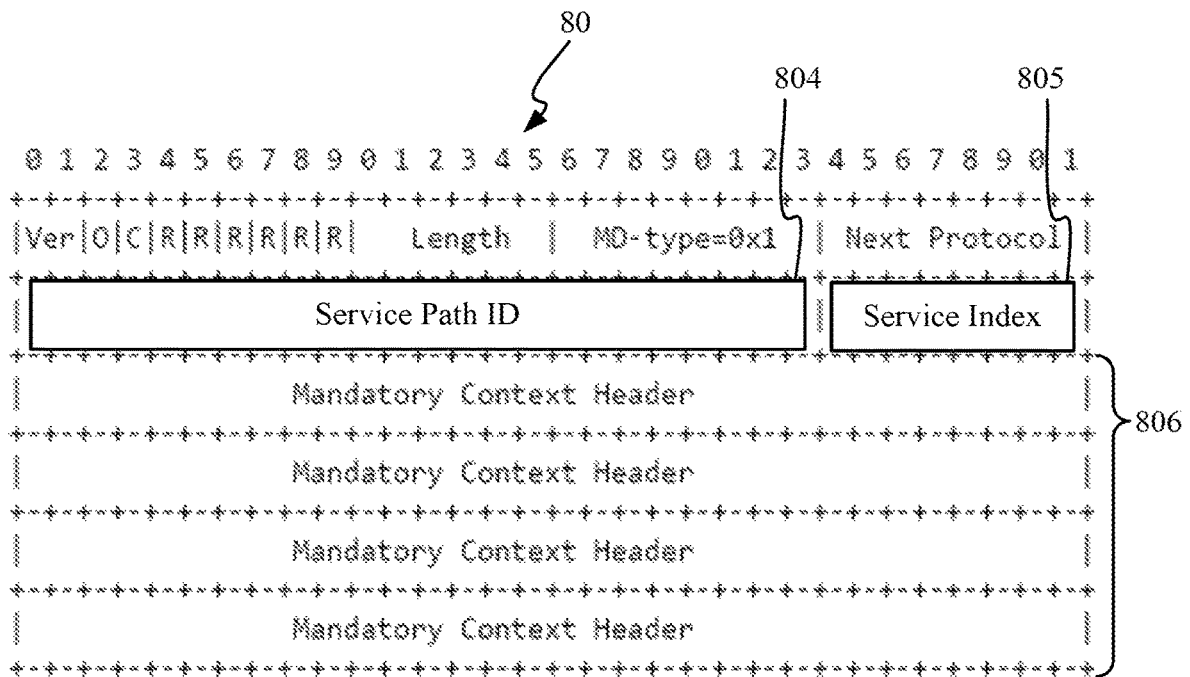 80
804 805
0 1 2 3 4 5 6 7 8 9 0 1 2 3 4 5 6 7 8 9 0 1 2 3 4 5 6 7 8 9 0 1
+-+-+-+-+-+-+-+-+-+-+-+-+-+-+-+-+-+-+-+-+-+-+-+-+-+-+-+-+-+-+-+-+
|Ver|O|C|R|R|R|R|R|R| Length | MD-type=0x1 | Next Protocol |
+-+-+-+-+-+-+-+-+-+-+-+-+-+-+-+-+-+-+-+-+-+-+-+-+-+-+-+-+-+-+-+-+
| Service Path ID | Service Index |
+-+-+-+-+-+-+-+-+-+-+-+-+-+-+-+-+-+-+-+-+-+-+-+-+-+-+-+-+-+-+-+-+
| Mandatory Context Header |
+-+-+-+-+-+-+-+-+-+-+-+-+-+-+-+-+-+-+-+-+-+-+-+-+-+-+-+-+-+-+-+-+ 806
| Mandatory Context Header |
+-+-+-+-+-+-+-+-+-+-+-+-+-+-+-+-+-+-+-+-+-+-+-+-+-+-+-+-+-+-+-+-+
| Mandatory Context Header |
+-+-+-+-+-+-+-+-+-+-+-+-+-+-+-+-+-+-+-+-+-+-+-+-+-+-+-+-+-+-+-+-+
| Mandatory Context Header |
+-+-+-+-+-+-+-+-+-+-+-+-+-+-+-+-+-+-+-+-+-+-+-+-+-+-+-+-+-+-+-+-+